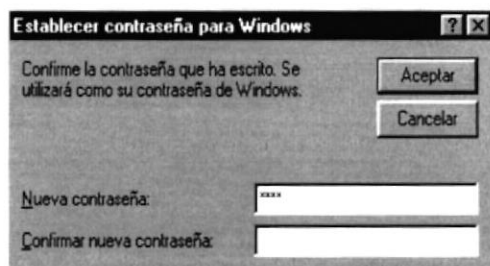 Establecer contraseña para Windows
Confirme la contraseña que ha escrito. Se
utilizará como su contraseña de Windows.
Aceptar
Cancelar
Nueva contraseña: ****
Confirmar nueva contraseña: